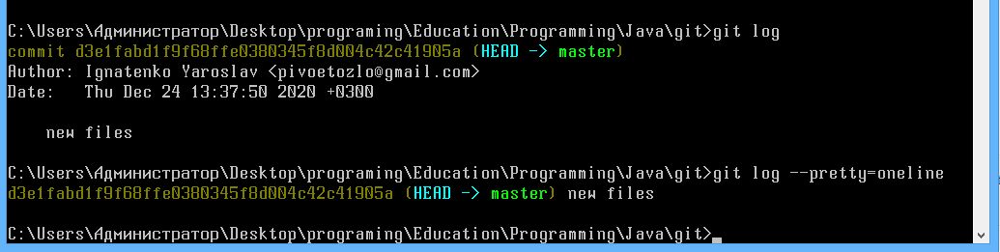 C:\Users\Администратор\Desktop\programing\Education\Programming\Java\git>git log
commit d3e1fabd1f9f68ffe0380345f8d004c42c41905a (HEAD -> master)
Author: Ignatenko Yaroslav <pivoetozlo@gmail.com>
Date:   Thu Dec 24 13:37:50 2020 +0300
    new files
C:\Users\Администратор\Desktop\programing\Education\Programming\Java\git>git log --pretty=oneline
d3e1fabd1f9f68ffe0380345f8d004c42c41905a (HEAD -> master) new files
C:\Users\Администратор\Desktop\programing\Education\Programming\Java\git>